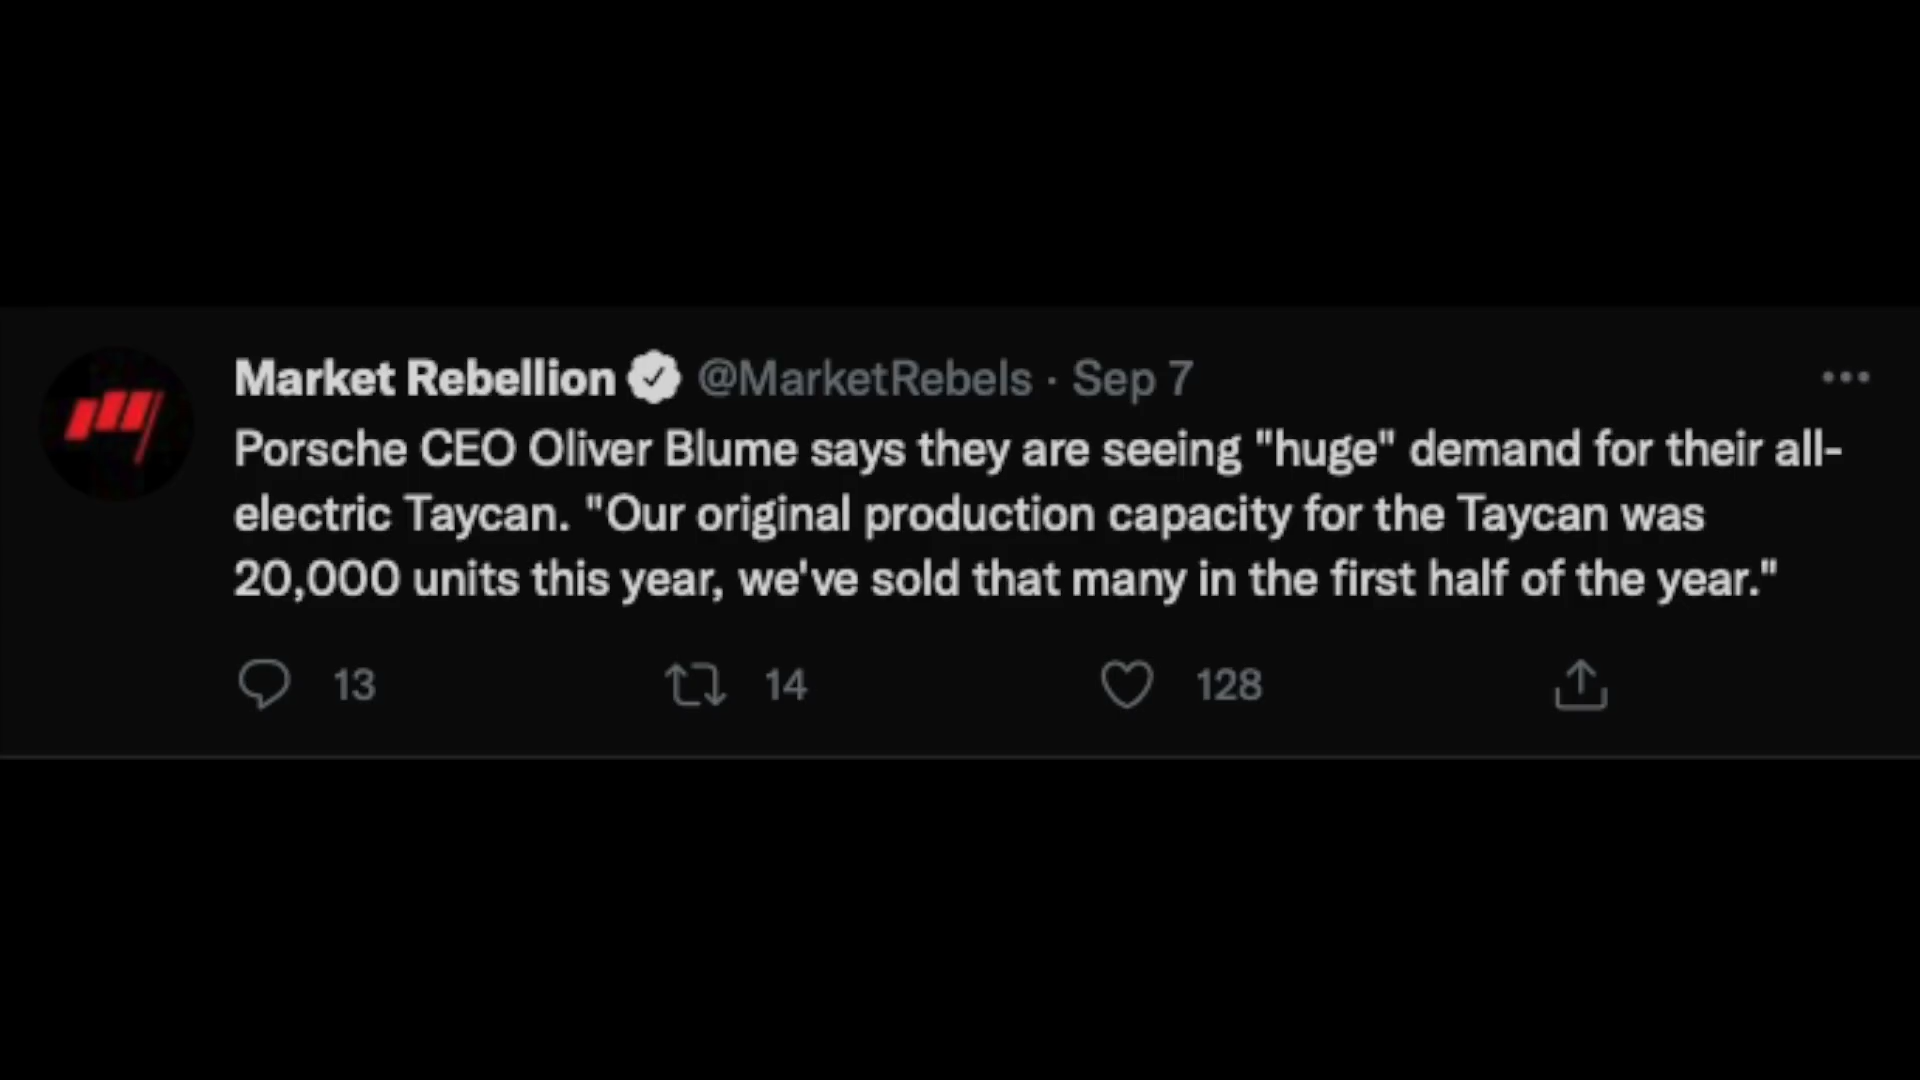 Market Rebellion @MarketRebels · Sep 7
Porsche CEO Oliver Blume says they are seeing "huge" demand for their all-
electric Taycan. "Our original production capacity for the Taycan was
20,000 units this year, we've sold that many in the first half of the year."
13 14 128